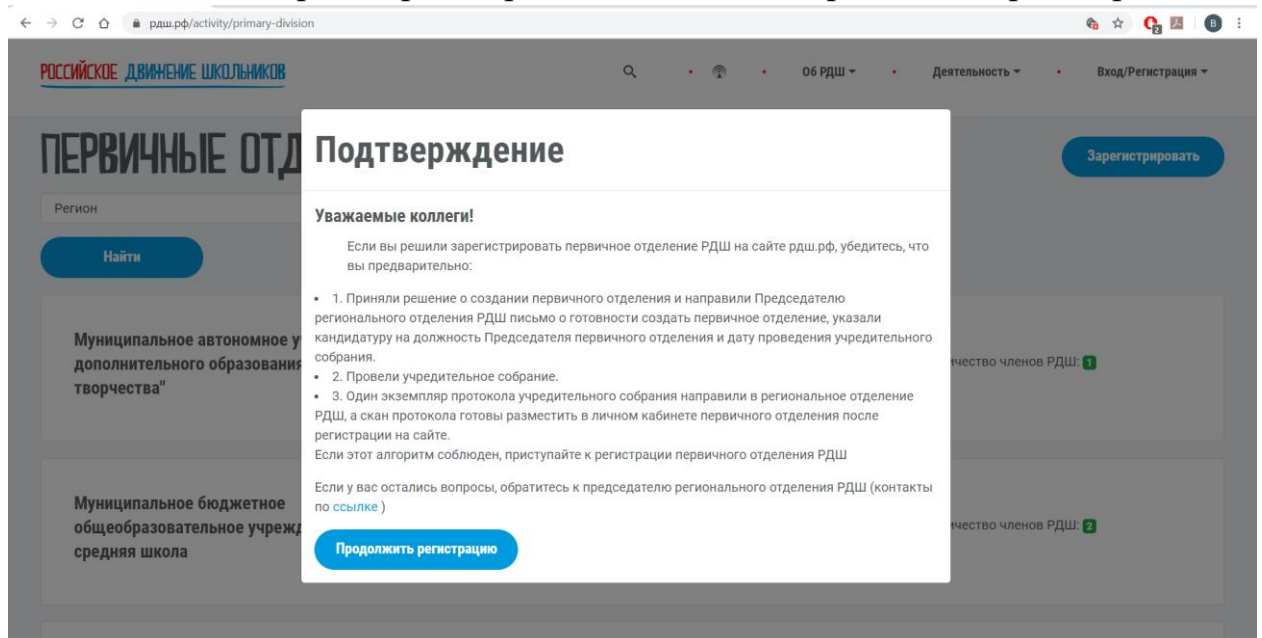 рдш.рф/activity/primary-division
2
B
РОССИЙСКОЕ ДВИЖЕНИЕ ШКОЛЬНИКОВ
Об РДШ
Деятельность
Вход/Регистрация
ПЕРВИЧНЫЕ ОТД
Зарегистрировать
Регион
Найти
Подтверждение
Уважаемые коллеги!
Если вы решили зарегистрировать первичное отделение РДШ на сайте рдш.рф, убедитесь, что
вы предварительно:
• 1. Приняли решение о создании первичного отделения и направили Председателю
регионального отделения РДШ письмо о готовности создать первичное отделение, указали
кандидатуру на должность Председателя первичного отделения и дату проведения учредительного
собрания.
• 2. Провели учредительное собрание.
• 3. Один экземпляр протокола учредительного собрания направили в региональное отделение
РДШ, а скан протокола готовы разместить в личном кабинете первичного отделения после
регистрации на сайте.
Если этот алгоритм соблюден, приступайте к регистрации первичного отделения РДШ
Если у вас остались вопросы, обратитесь к председателю регионального отделения РДШ (контакты
по ссылке )
Продолжить регистрацию
Муниципальное автономное у
дополнительного образования
творчества"
ичество членов РДШ: 1
Муниципальное бюджетное
общеобразовательное учрежд
средняя школа
ичество членов РДШ: 2